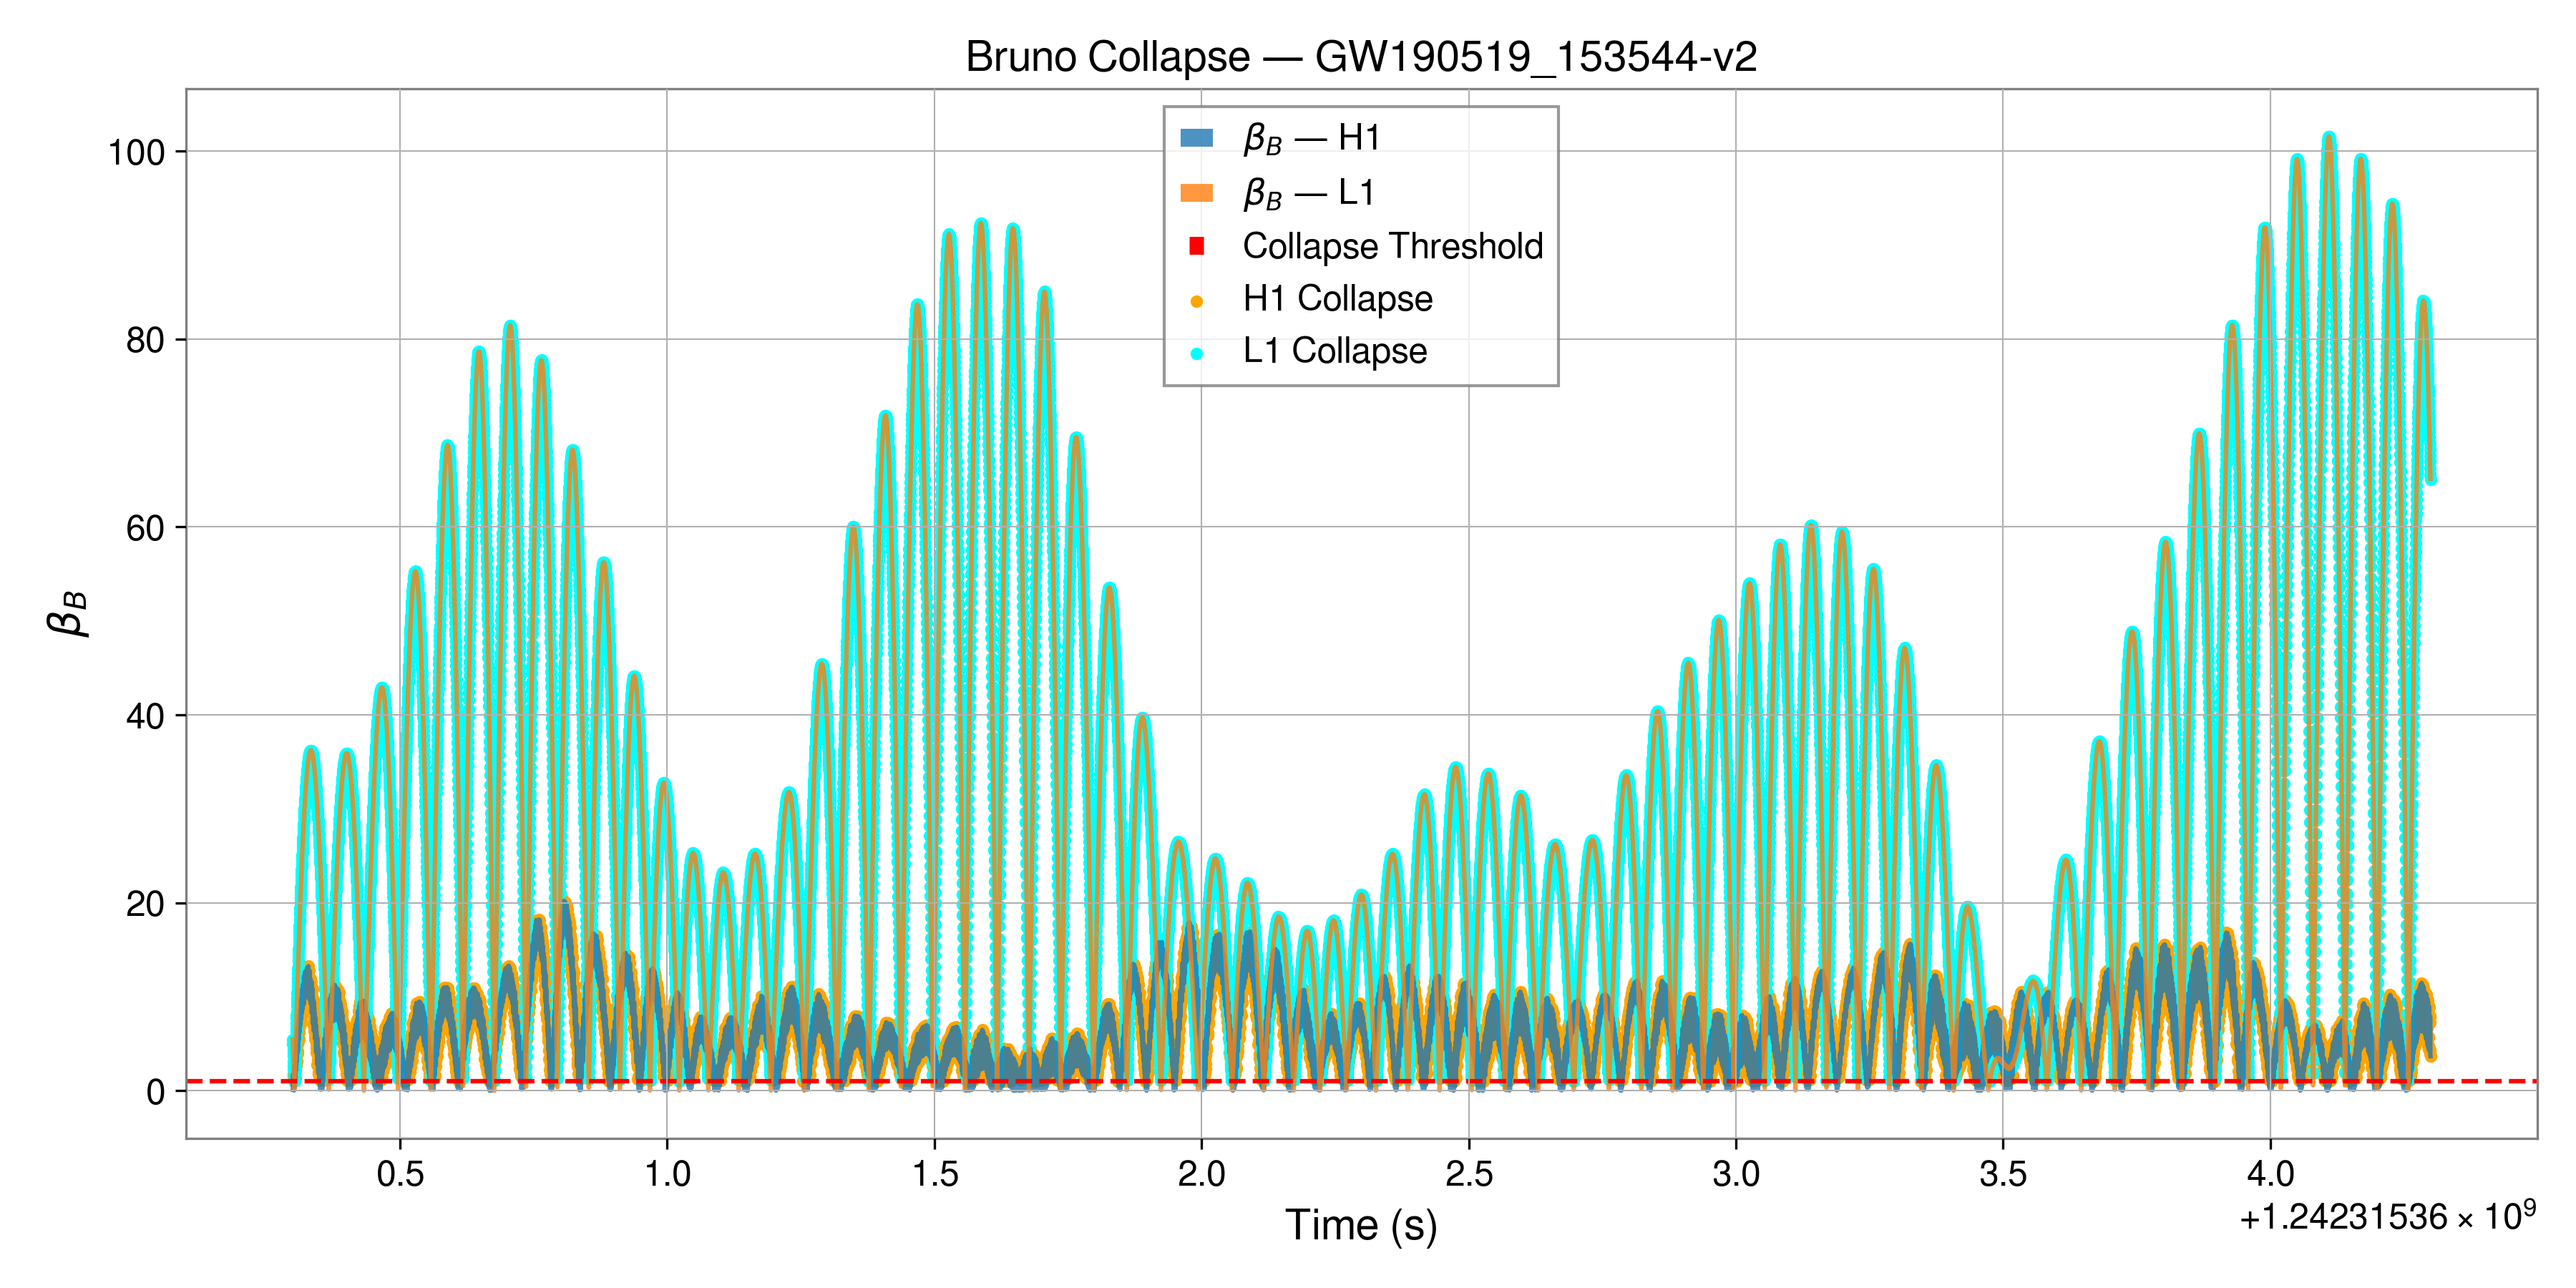 Bruno Collapse — GW190519_153544-v2
β_B — H1
β_B — L1
Collapse Threshold
H1 Collapse
L1 Collapse
β_B
100
80
60
40
20
0
0.5 1.0 1.5 2.0 2.5 3.0 3.5 4.0
Time (s)
+1.24231536 × 10⁹